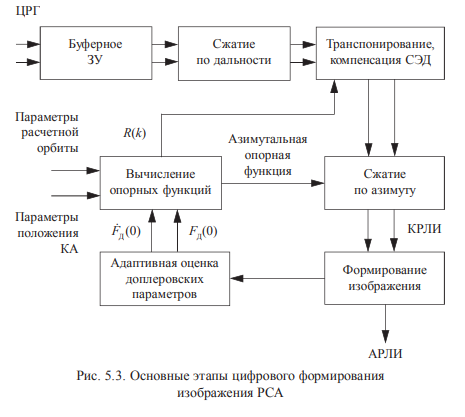 ЦРГ
Буферное
ЗУ
Сжатие
по дальности
Транспонирование,
компенсация СЭД
Параметры
расчетной
орбиты
R(k)
Азимутальная
опорная
функция
Вычисление
опорных функций
Сжатие
по азимуту
Параметры
положения
КА
Ḟд(0)
Fд(0)
КРЛИ
Адаптивная оценка
доплеровских
параметров
Формирование
изображения
АРЛИ
Рис. 5.3. Основные этапы цифрового формирования
изображения РСА